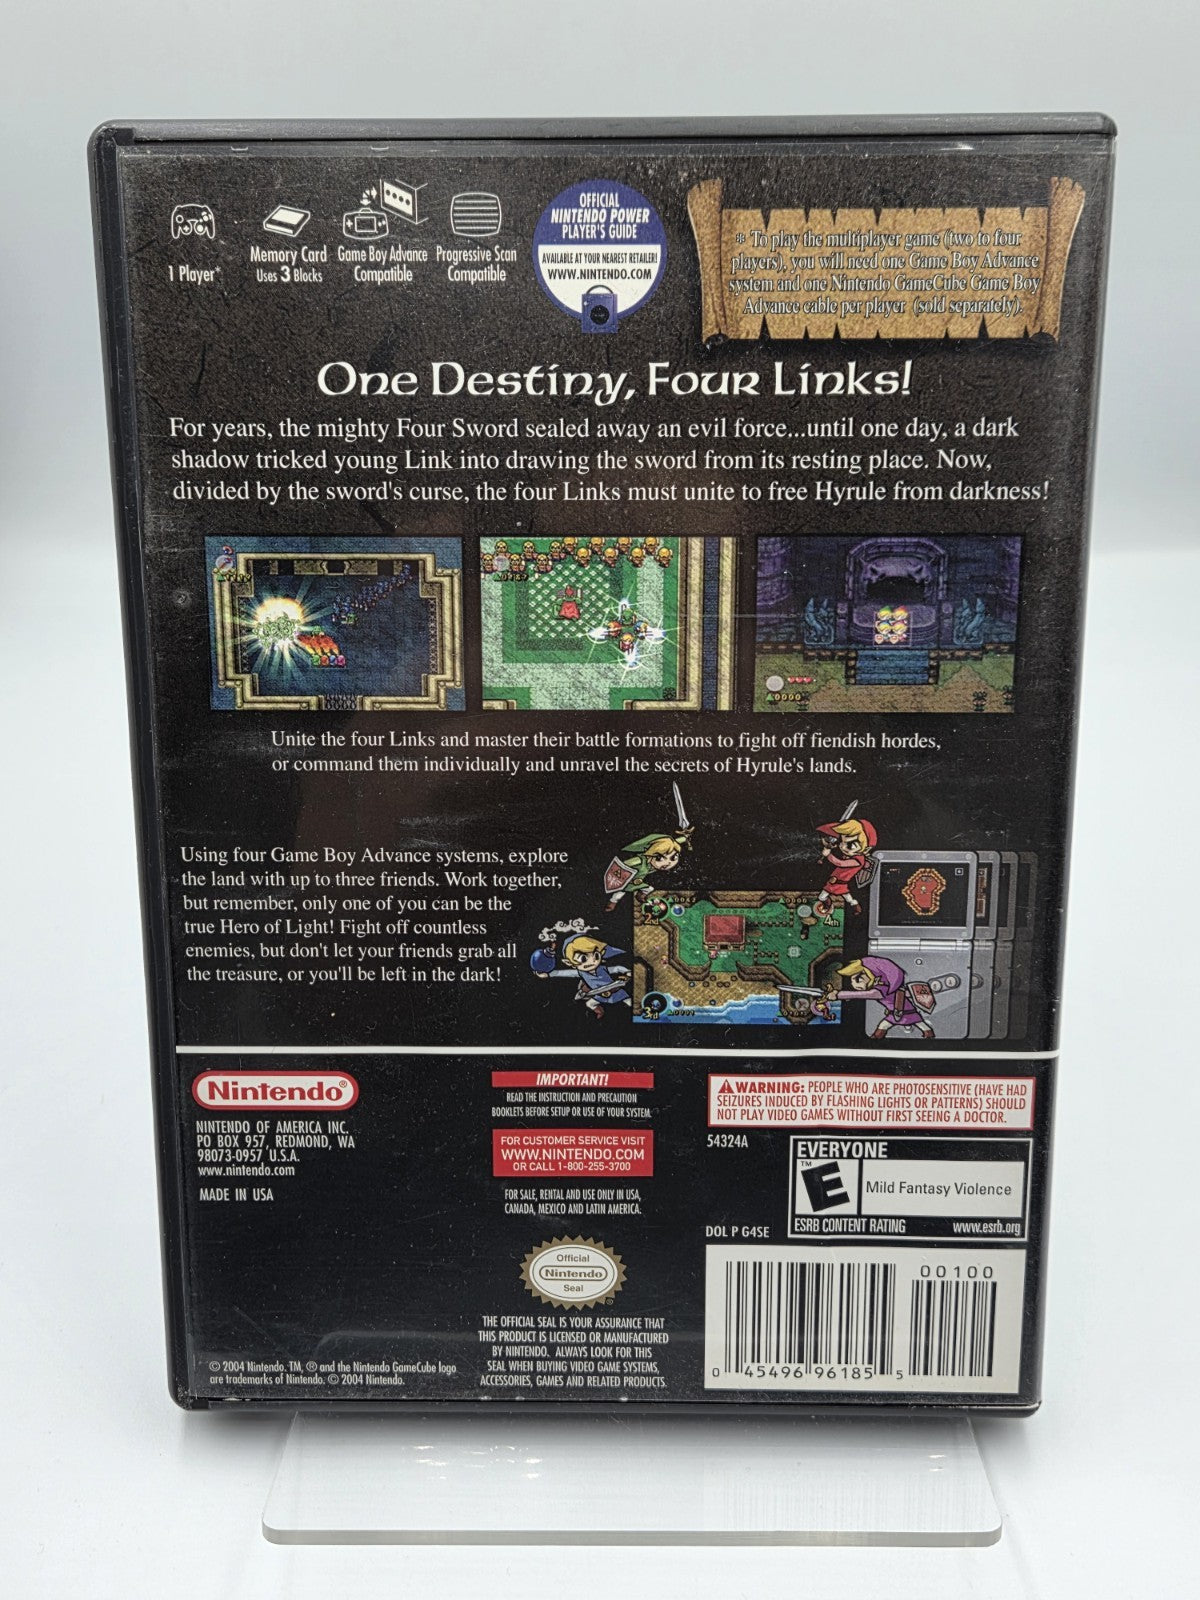 1 Player*
Memory Card
Uses 3 Blocks
Game Boy Advance
Compatible
Progressive Scan
Compatible
OFFICIAL
NINTENDO POWER
PLAYER'S GUIDE
AVAILABLE AT YOUR NEAREST RETAILER!
WWW.NINTENDO.COM
* To play the multiplayer game (two to four
players), you will need one Game Boy Advance
system and one Nintendo GameCube Game Boy
Advance cable per player (sold separately).
One Destiny, Four Links!
For years, the mighty Four Sword sealed away an evil force...until one day, a dark
shadow tricked young Link into drawing the sword from its resting place. Now,
divided by the sword's curse, the four Links must unite to free Hyrule from darkness!
Unite the four Links and master their battle formations to fight off fiendish hordes,
or command them individually and unravel the secrets of Hyrule's lands.
Using four Game Boy Advance systems, explore
the land with up to three friends. Work together,
but remember, only one of you can be the
true Hero of Light! Fight off countless
enemies, but don't let your friends grab all
the treasure, or you'll be left in the dark!
2nd
4th
3rd
Nintendo®
NINTENDO OF AMERICA INC.
PO BOX 957, REDMOND, WA
98073-0957 U.S.A.
www.nintendo.com
MADE IN USA
IMPORTANT!
READ THE INSTRUCTION AND PRECAUTION
BOOKLETS BEFORE SETUP OR USE OF YOUR SYSTEM.
FOR CUSTOMER SERVICE VISIT
WWW.NINTENDO.COM
OR CALL 1-800-255-3700
FOR SALE, RENTAL AND USE ONLY IN USA,
CANADA, MEXICO AND LATIN AMERICA.
Official
Nintendo
Seal
®
THE OFFICIAL SEAL IS YOUR ASSURANCE THAT
THIS PRODUCT IS LICENSED OR MANUFACTURED
BY NINTENDO. ALWAYS LOOK FOR THIS
SEAL WHEN BUYING VIDEO GAME SYSTEMS,
ACCESSORIES, GAMES AND RELATED PRODUCTS.
WARNING: PEOPLE WHO ARE PHOTOSENSITIVE (HAVE HAD
SEIZURES INDUCED BY FLASHING LIGHTS OR PATTERNS) SHOULD
NOT PLAY VIDEO GAMES WITHOUT FIRST SEEING A DOCTOR.
54324A
EVERYONE
TM
E
Mild Fantasy Violence
ESRB CONTENT RATING www.esrb.org
DOL P G4SE
00100
0 45496 96185 5
© 2004 Nintendo. TM, ® and the Nintendo GameCube logo
are trademarks of Nintendo. © 2004 Nintendo.